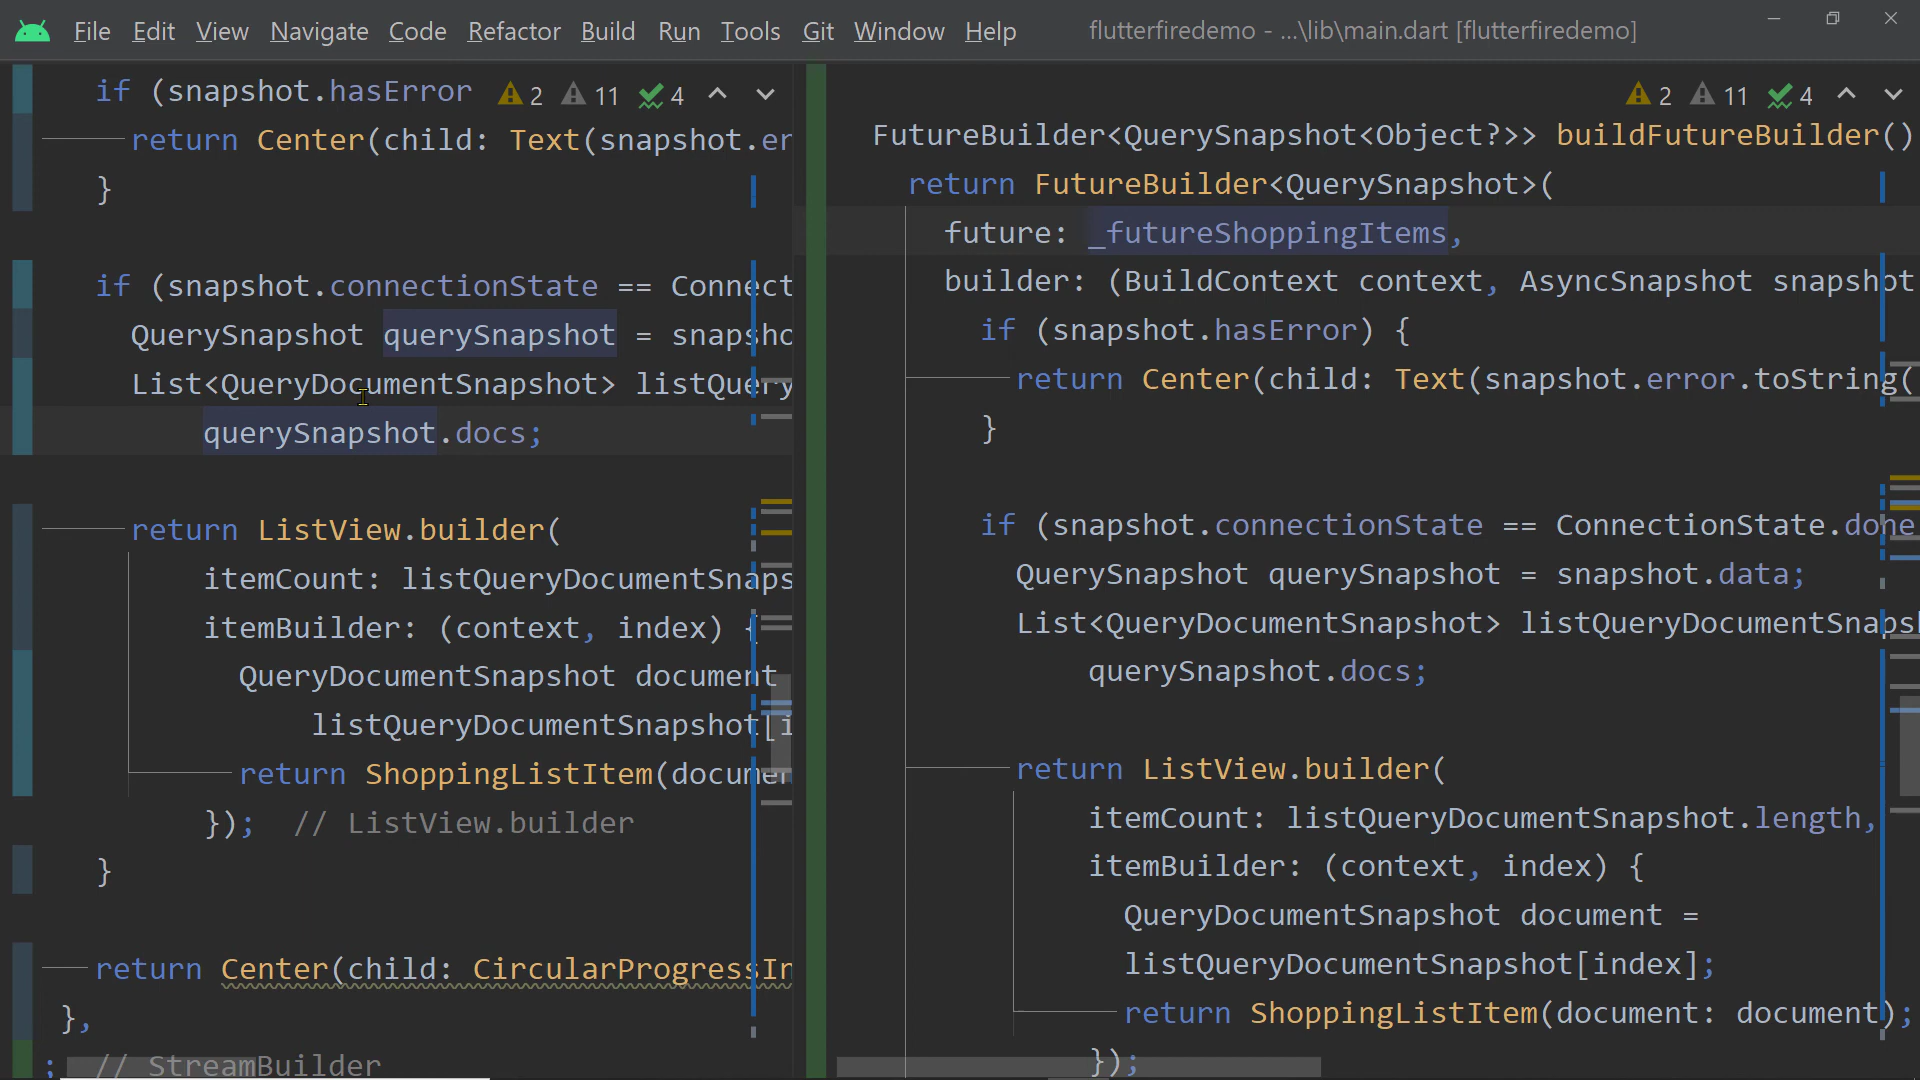 File Edit View Navigate Code Refactor Build Run Tools Git Window Help flutterfiredemo - ...\lib\main.dart [flutterfiredemo]
if (snapshot.hasError 2 11 4
return Center(child: Text(snapshot.er
}
if (snapshot.connectionState == Connect
QuerySnapshot querySnapshot = snapsho
List<QueryDocumentSnapshot> listQuery
querySnapshot.docs;
return ListView.builder(
itemCount: listQueryDocumentSnaps
itemBuilder: (context, index) {
QueryDocumentSnapshot document
listQueryDocumentSnapshot[i
return ShoppingListItem(documen
}); // ListView.builder
}
return Center(child: CircularProgressIn
},
; // StreamBuilder
2 11 4
FutureBuilder<QuerySnapshot<Object?>> buildFutureBuilder()
return FutureBuilder<QuerySnapshot>(
future: _futureShoppingItems,
builder: (BuildContext context, AsyncSnapshot snapshot
if (snapshot.hasError) {
return Center(child: Text(snapshot.error.toString(
}
if (snapshot.connectionState == ConnectionState.done
QuerySnapshot querySnapshot = snapshot.data;
List<QueryDocumentSnapshot> listQueryDocumentSnapsh
querySnapshot.docs;
return ListView.builder(
itemCount: listQueryDocumentSnapshot.length,
itemBuilder: (context, index) {
QueryDocumentSnapshot document =
listQueryDocumentSnapshot[index];
return ShoppingListItem(document: document);
});